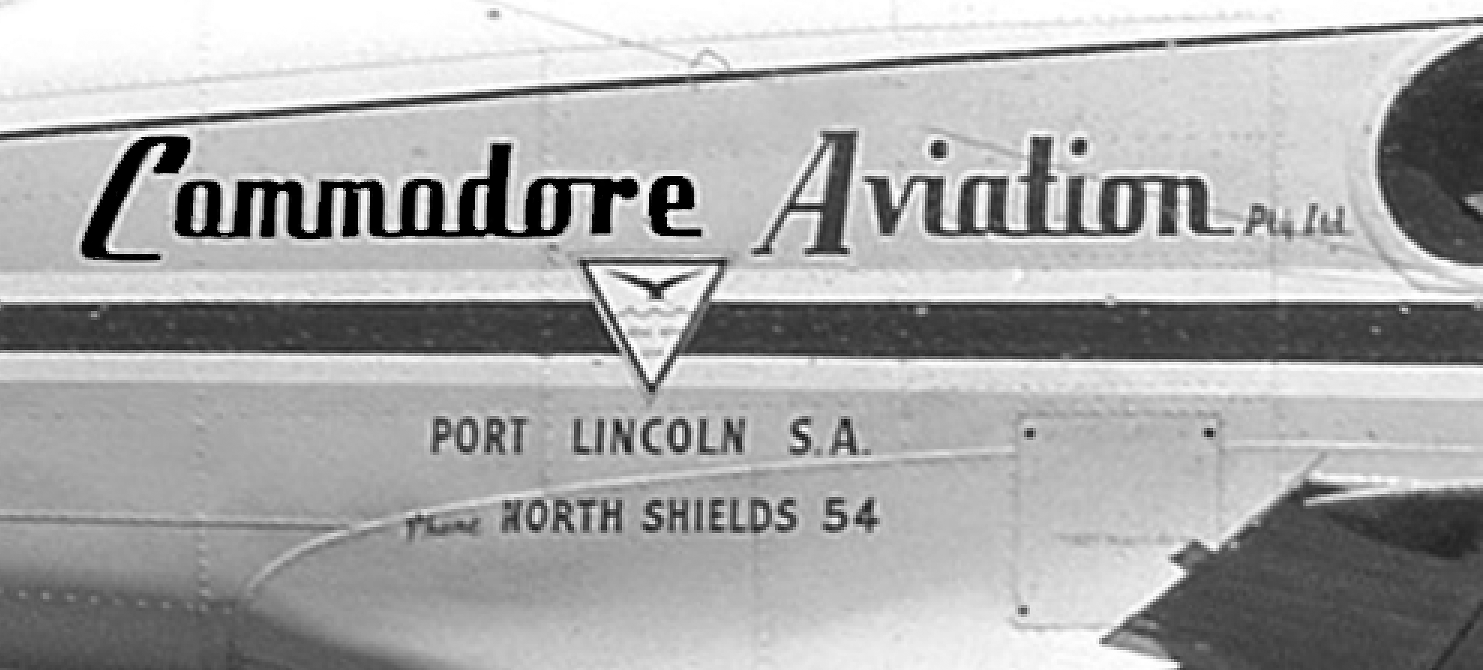 Commodore Aviation Pty. Ltd.
PORT LINCOLN S.A.
Phone NORTH SHIELDS 54